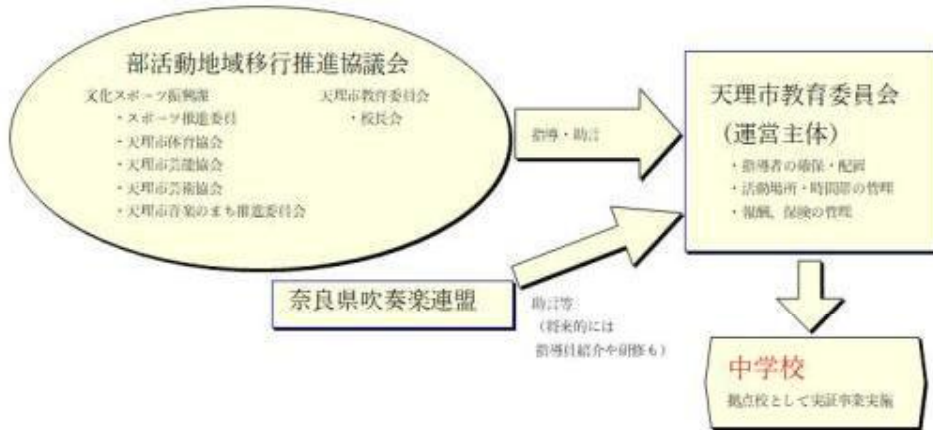 部活動地域移行推進協議会
文化スポーツ振興課
・スポーツ推進委員
・天理市体育協会
・天理市芸能協会
・天理市芸術協会
・天理市音楽のまち推進委員会
天理市教育委員会
・校長会
指導・助言
天理市教育委員会
(運営主体)
・指導者の確保・配置
・活動場所・時間帯の管理
・報酬、保険の管理
奈良県吹奏楽連盟
助言等
(将来的には
指導員紹介や研修も)
中学校
拠点校として実証事業実施